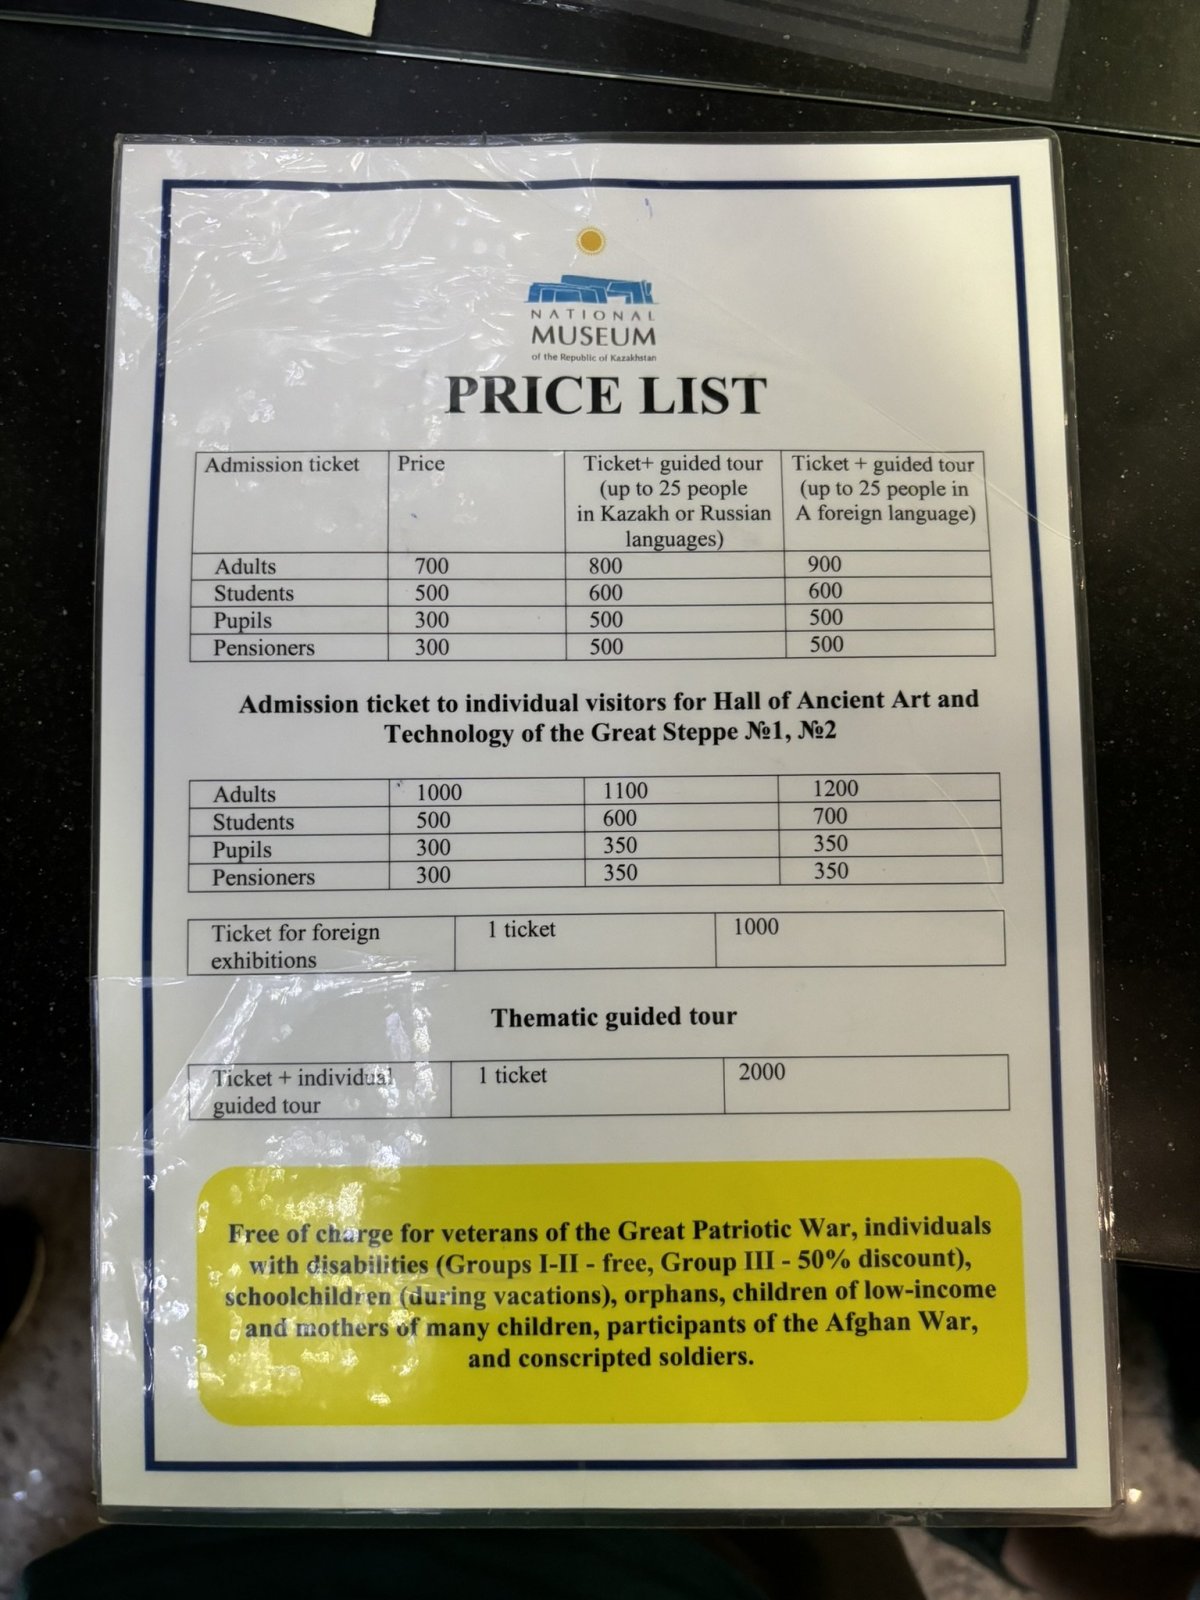 NATIONAL
MUSEUM
of the Republic of Kazakhstan
PRICE LIST
Admission ticket Price Ticket+ guided tour (up to 25 people in Kazakh or Russian languages) Ticket + guided tour (up to 25 people in A foreign language)
Adults 700 800 900
Students 500 600 600
Pupils 300 500 500
Pensioners 300 500 500
Admission ticket to individual visitors for Hall of Ancient Art and
Technology of the Great Steppe №1, №2
Adults 1000 1100 1200
Students 500 600 700
Pupils 300 350 350
Pensioners 300 350 350
Ticket for foreign exhibitions 1 ticket 1000
Thematic guided tour
Ticket + individual guided tour 1 ticket 2000
Free of charge for veterans of the Great Patriotic War, individuals
with disabilities (Groups I-II - free, Group III - 50% discount),
schoolchildren (during vacations), orphans, children of low-income
and mothers of many children, participants of the Afghan War,
and conscripted soldiers.